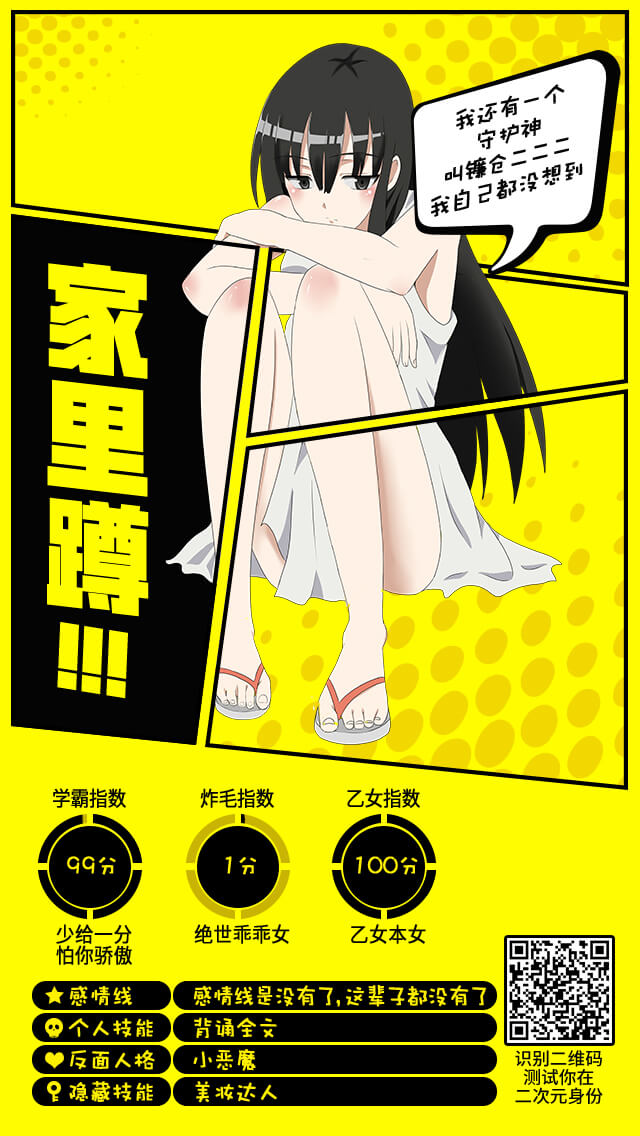 我还有一个
守护神
叫镰仓二二二
我自己都没想到
家里蹲!!!
学霸指数
炸毛指数
乙女指数
99分
1分
100分
少给一分
怕你骄傲
绝世乖乖女
乙女本女
感情线
感情线是没有了,这辈子都没有了
个人技能
背诵全文
反面人格
小恶魔
隐藏技能
美妆达人
识别二维码
测试你在
二次元身份